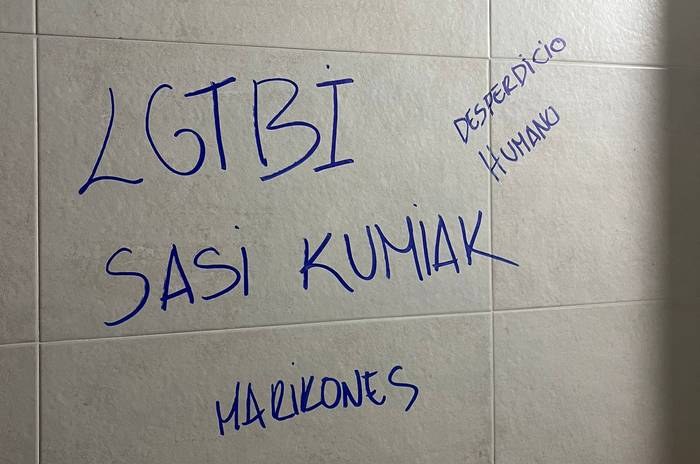 LGTBi
DESPERDiCiO
HUMANO
SASi KUMiAK
MARiKONES